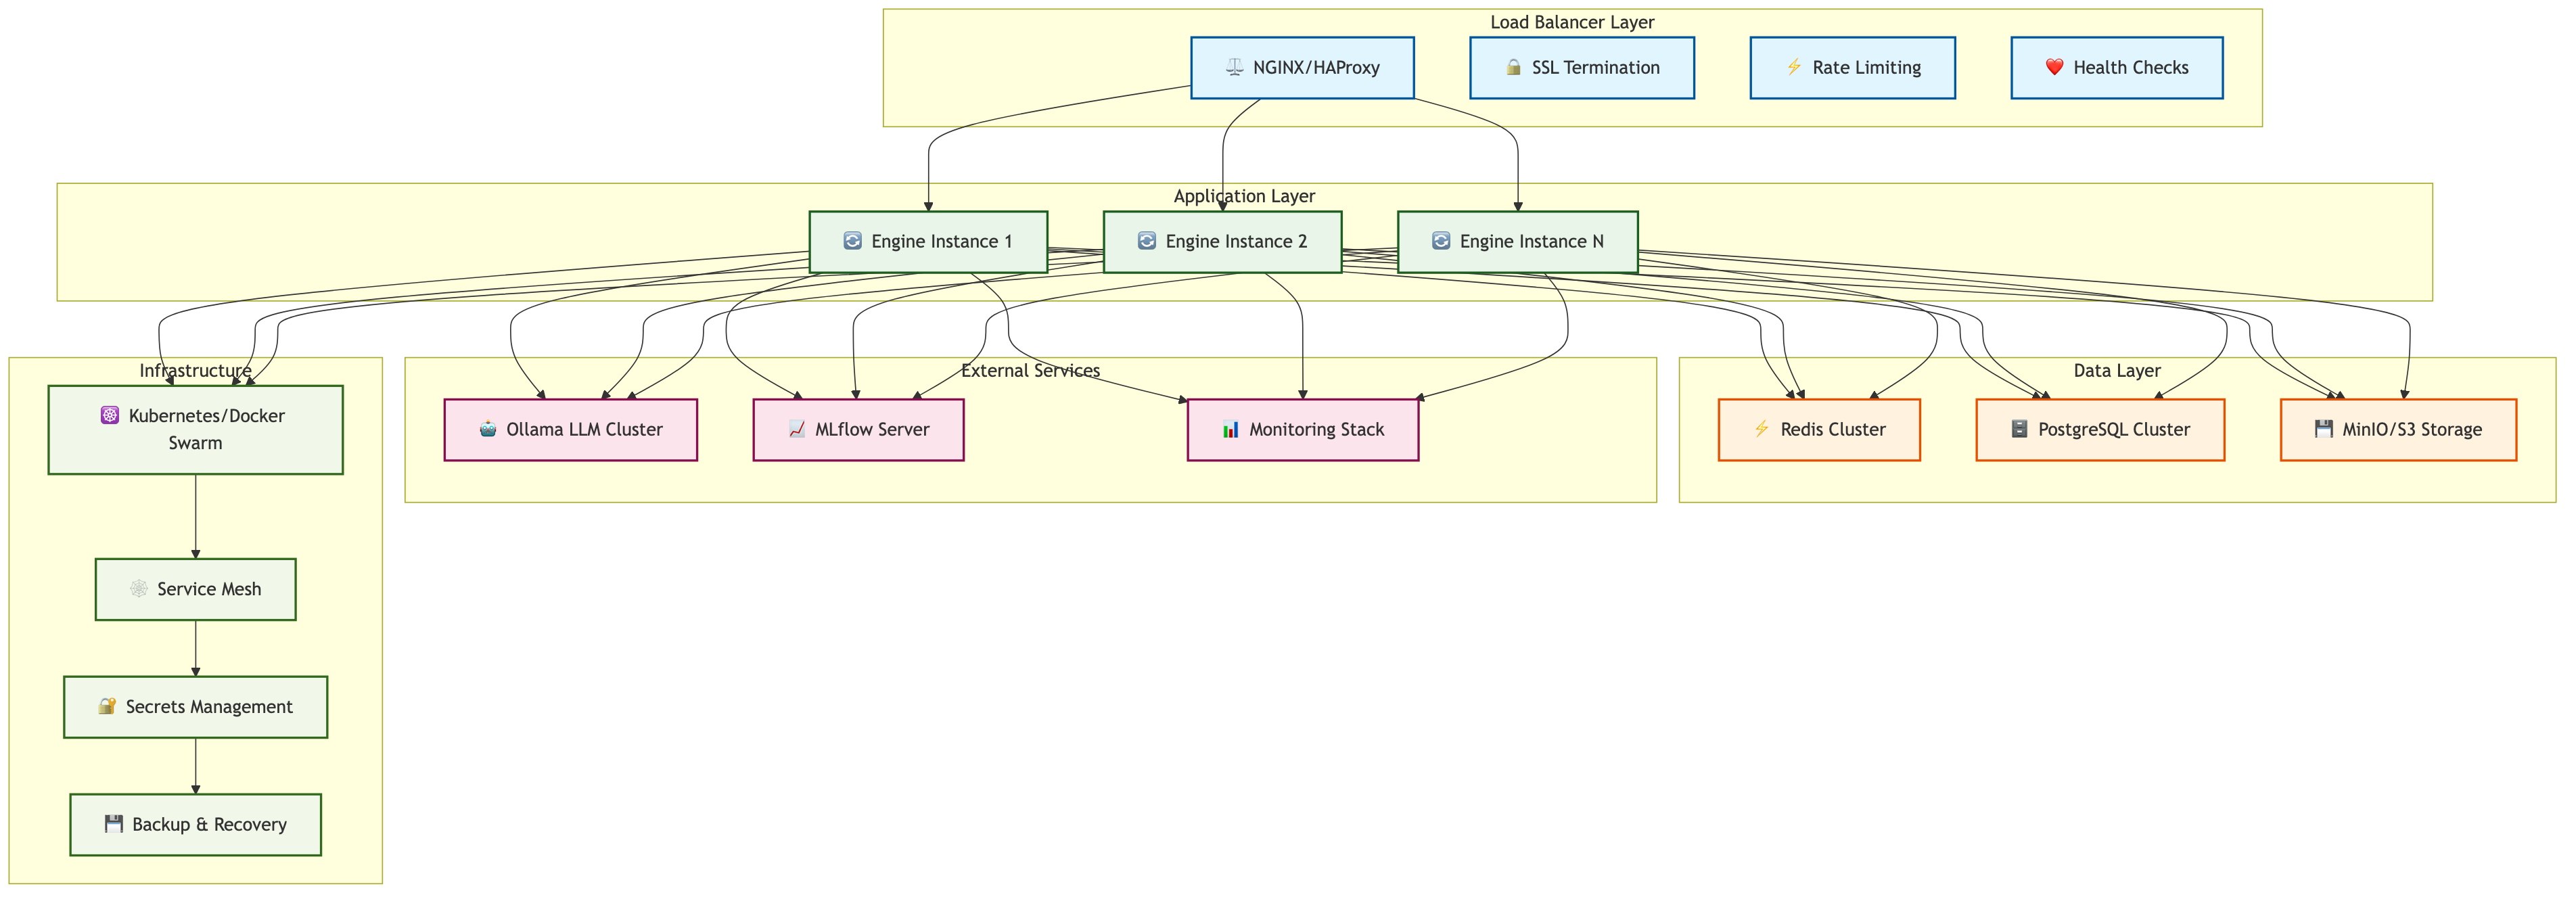 Load Balancer Layer
⚖️ NGINX/HAProxy
🔒 SSL Termination
⚡ Rate Limiting
❤️ Health Checks
Application Layer
🔄 Engine Instance 1
🔄 Engine Instance 2
🔄 Engine Instance N
Infrastructure
☸️ Kubernetes/Docker
Swarm
🕸️ Service Mesh
🔐 Secrets Management
💾 Backup & Recovery
External Services
🤖 Ollama LLM Cluster
📈 MLflow Server
📊 Monitoring Stack
Data Layer
⚡ Redis Cluster
🗄️ PostgreSQL Cluster
💾 MinIO/S3 Storage